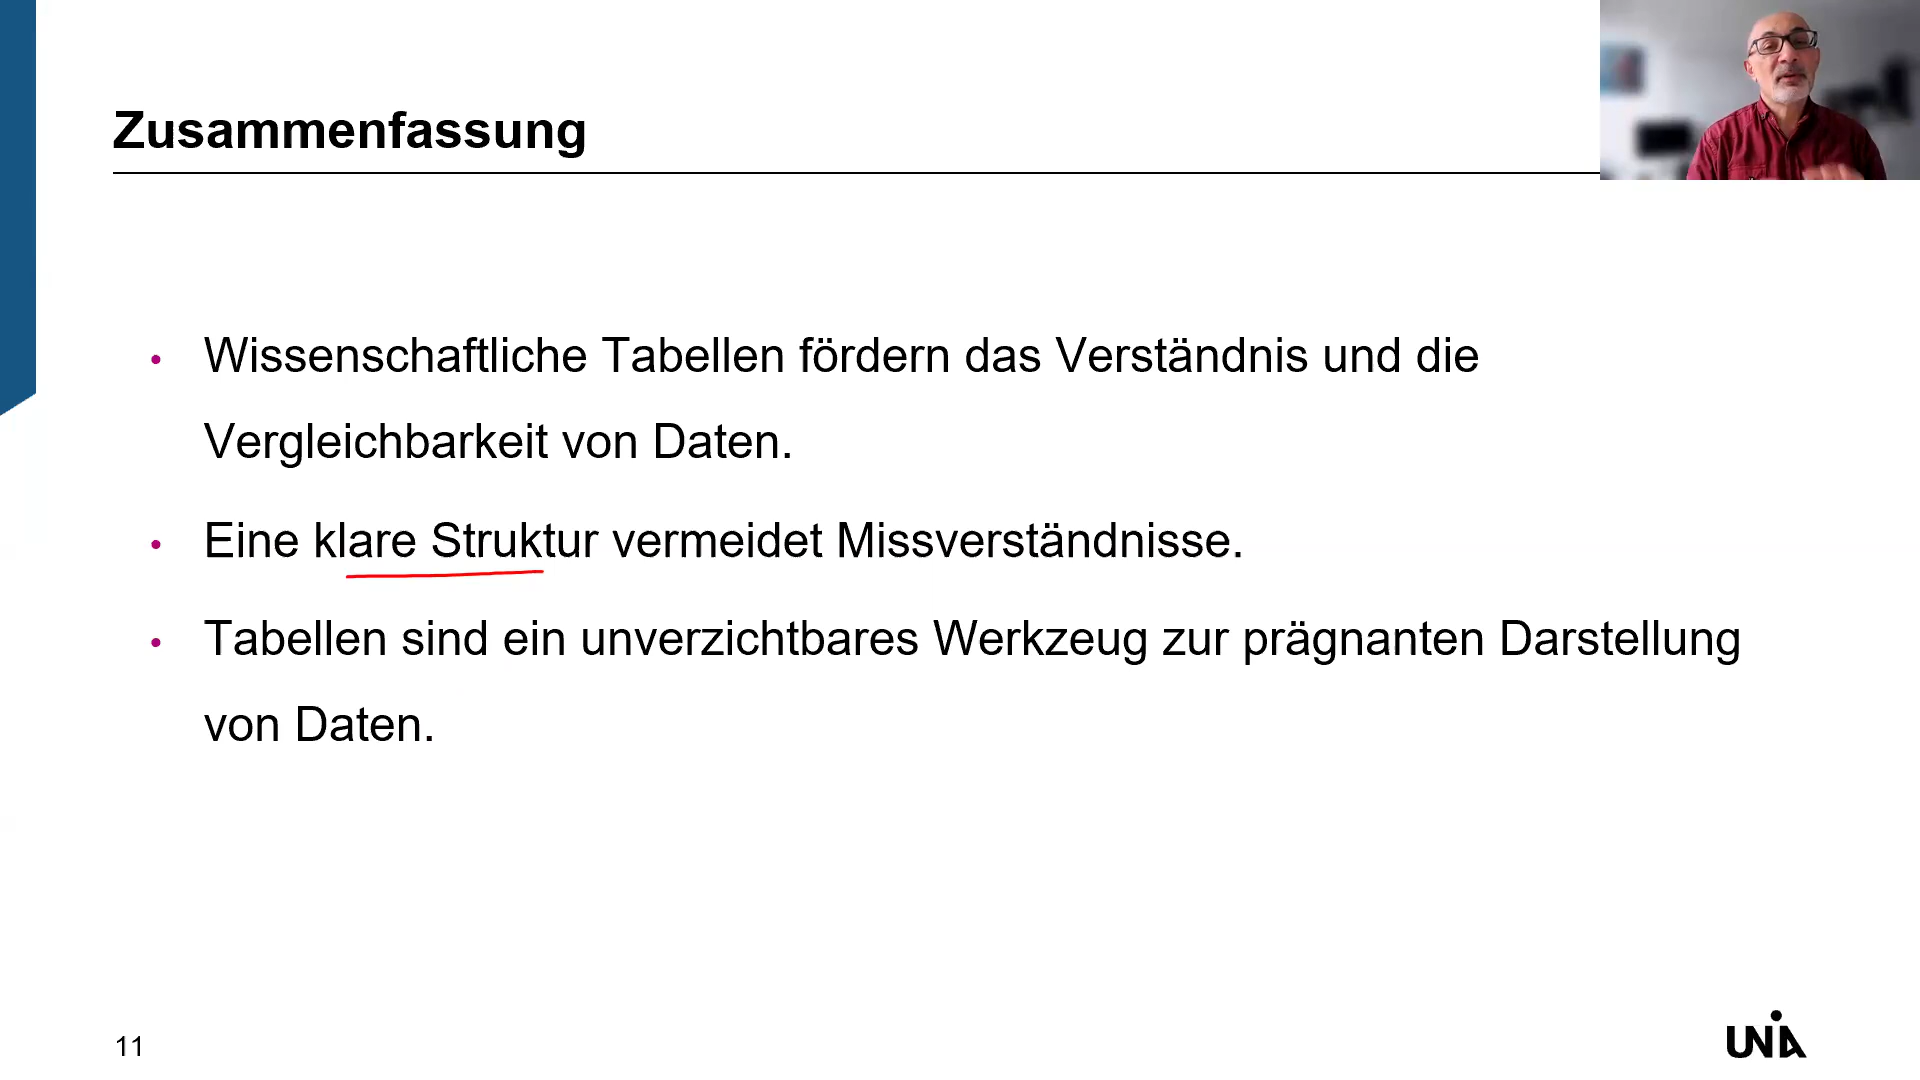 Zusammenfassung
• Wissenschaftliche Tabellen fördern das Verständnis und die
Vergleichbarkeit von Daten.
• Eine klare Struktur vermeidet Missverständnisse.
• Tabellen sind ein unverzichtbares Werkzeug zur prägnanten Darstellung
von Daten.
11
UNIA